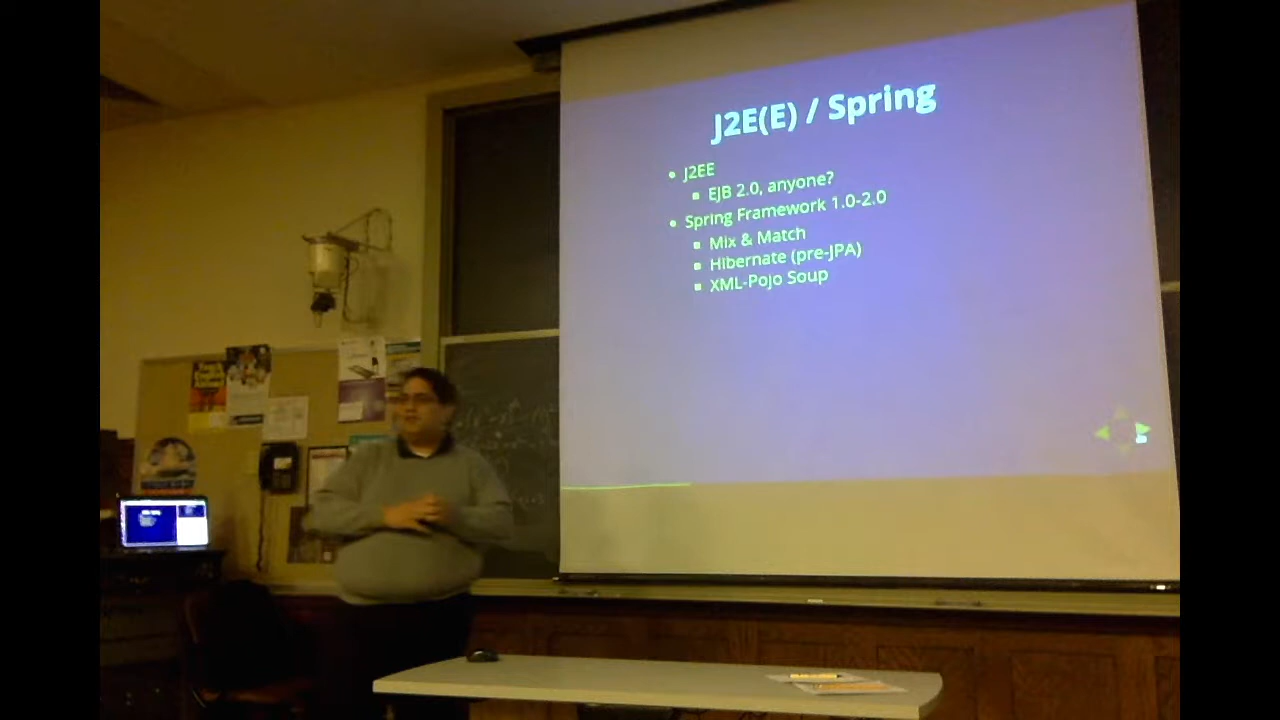 J2E(E) / Spring
J2EE
EJB 2.0, anyone?
Spring Framework 1.0-2.0
Mix & Match
Hibernate (pre-JPA)
XML-Pojo Soup